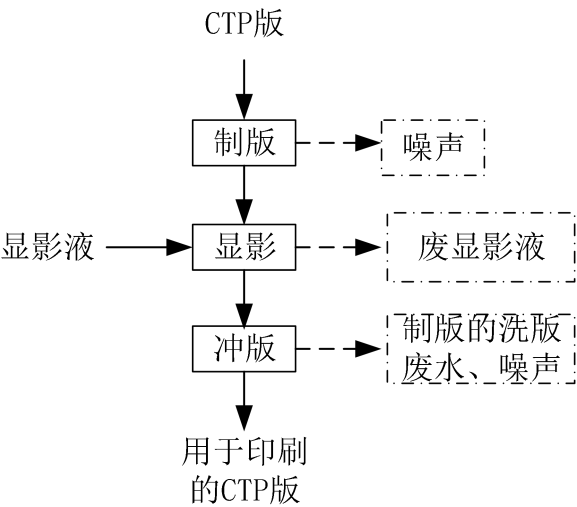 CTP版
制版
噪声
显影液
显影
废显影液
冲版
制版的洗版
废水、噪声
用于印刷
的CTP版